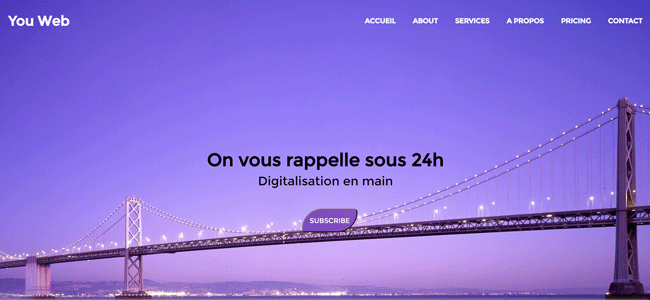 You Web
ACCUEIL ABOUT SERVICES A PROPOS PRICING CONTACT
On vous rappelle sous 24h
Digitalisation en main
SUBSCRIBE